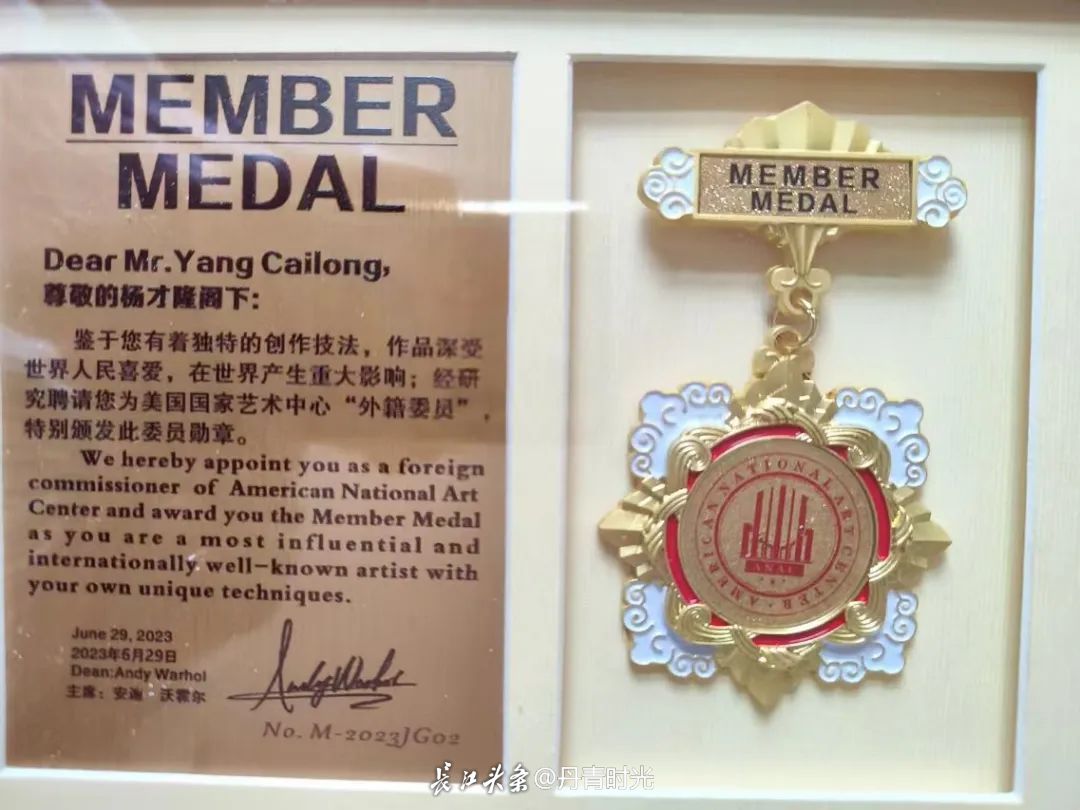 MEMBER
MEDAL
Dear Mr.Yang Cailong,
尊敬的杨才隆阁下:
鉴于您有着独特的创作技法，作品深受
世界人民喜爱，在世界产生重大影响；经研
究聘请您为美国国家艺术中心“外籍委员”，
特别颁发此委员勋章。
We hereby appoint you as a foreign
commissioner of American National Art
Center and award you the Member Medal
as you are a most influential and
internationally well-known artist with
your own unique techniques.
June 29, 2023
2023年6月29日
Dean:Andy Warhol
主席：安迪·沃霍尔
Andy Warhol
No. M-2023JG02
MEMBER
MEDAL
AMERICAN NATIONAL ART CENTER
ANAC
长江头条 @丹青时光